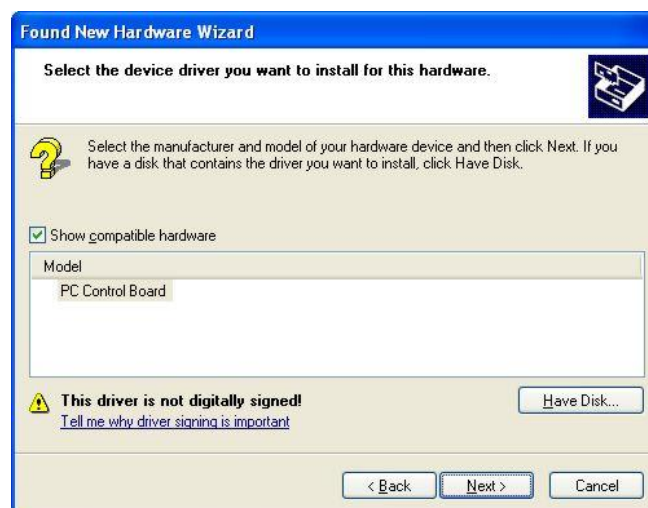 Found New Hardware Wizard
Select the device driver you want to install for this hardware.
Select the manufacturer and model of your hardware device and then click Next. If you
have a disk that contains the driver you want to install, click Have Disk.
Show compatible hardware
Model
PC Control Board
This driver is not digitally signed!
Have Disk...
Tell me why driver signing is important
< Back
Next >
Cancel